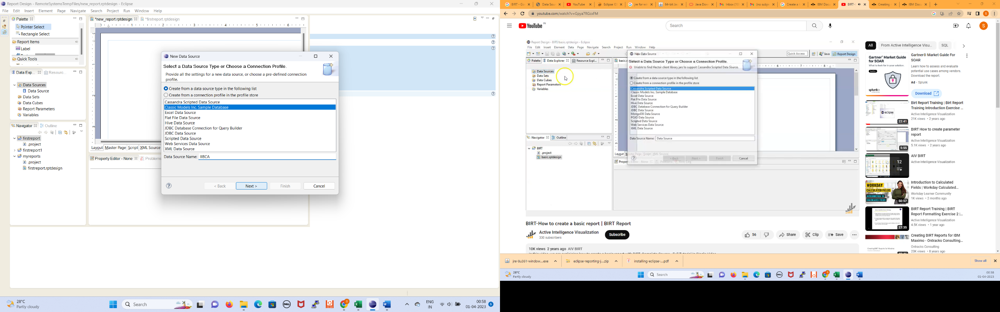 Report Design - RemoteSystemsTempFiles/new_report.rptdesign - Eclipse
File Edit Insert Element Page Navigate Search Project Run Window Help
Palette
Pointer Select
Rectangle Select
Report Items
Label
Quick Tools
*new_report.rptdesign *firstreport.rptdesign
1 2 3 4 5 6
Data Exp... Resourc...
Data Sources
Data Source
Data Sets
Data Cubes
Report Parameters
Variables
Navigator Outline
firstreport
.project
firstreport1
myreports
.project
firstreport.rptdesign
Layout Master Page Script XML Source
Property Editor - None Problems
New Data Source
Select a Data Source Type or Choose a Connection Profile.
Provide all the settings for a new data source, or choose a pre-defined connection
profile.
Create from a data source type in the following list
Create from a connection profile in the profile store
Cassandra Scripted Data Source
Classic Models Inc. Sample Database
Excel Data Source
Flat File Data Source
Hive Data Source
JDBC Database Connection for Query Builder
JDBC Data Source
Scripted Data Source
Web Services Data Source
XML Data Source
Data Source Name: IIBCA
< Back Next > Finish Cancel
28°C
Partly cloudy
Search
ENG
IN
00:58
01-04-2023
6
BIRT - Go Data Sour YouTube Eclipse ID jre for wi 64-bit Jav Java Dow Inbox (10 (no subje Create a IBM Docu BIRT- Creating IBM Docu
youtube.com/watch?v=Gpya7RGcxFM
YouTube IN
Search
S
Report Design - BIRT/basic.rptdesign - Eclipse
File Edit Insert Element Data Page Navigate Search Project Run Window Help
Quick Access Java Report Design
Palette Data Explorer Resource Expl...
Data Sources
Data Sets
Data Cubes
Report Parameters
Variables
Navigator Outline
BIRT
.project
basic.rptdesign
New Data Source
Select a Data Source Type or Choose a Connection Profile.
Unable to find Hector client library jars to support Cassandra Scripted Data Source.
Create from a data source type in the following list
Create from a connection profile in the profile store
Cassandra Scripted Data Source
Classic Models Inc. Sample Database
Excel Data Source
Flat File Data Source
Hive Data Source
JDBC Database Connection for Query Builder
JDBC Data Source
MongoDB Data Source
POJO Data Source
Scripted Data Source
Web Services Data Source
XML Data Source
Data Source Name: Data Source
< Back Next > Finish Cancel
6 7 8
Layout Master Page Script XML Source
Property Editor - None Problems Error Log
BIRT-How to create a basic report | BIRT Report
Active Intelligence Visualization
330 subscribers
Subscribe
56 Share Clip Save
10K views 2 years ago AIV BIRT
All From Active Intelligence Visu... SQL
Gartner® Market Guide
for SOAR
splunk>
Gartner® Market Guide For
SOAR
Learn how to assess and evaluate
potential use cases among vendors.
Download the report.
Ad · Splunk
Download
eclipse
22:41
Birt Report Training | Birt Report
Training Introduction Exercise ...
Active Intelligence Visualization
21K views • 2 years ago
5:55
BIRT How to create parameter
report
Active Intelligence Visualization
5.1K views • 2 years ago
12
AIV BIRT
Active Intelligence Visualization
WORKDAY
CALCULATED FIELDS
INTRODUCTION TO
CALCULATED FIELDS
50:57
Introduction to Calculated
Fields | Workday Calculated...
Workday Learner Community
1K views • 2 months ago
27:35
BIRT Report Training | BIRT
Report Formatting Exercise 2 |...
Active Intelligence Visualization
4.5K views • 1 year ago
Creating BIRT Reports for Maximo
Creating BIRT Reports for IBM
Maximo - Ontracks Consulting...
Ontracks Consulting
23K views • 8 years ago
jre-8u361-window....exe eclipse-reporting-j....zip installing-eclipse-....pdf Show all
28°C
Partly cloudy
Search
00:58
01-04-2023